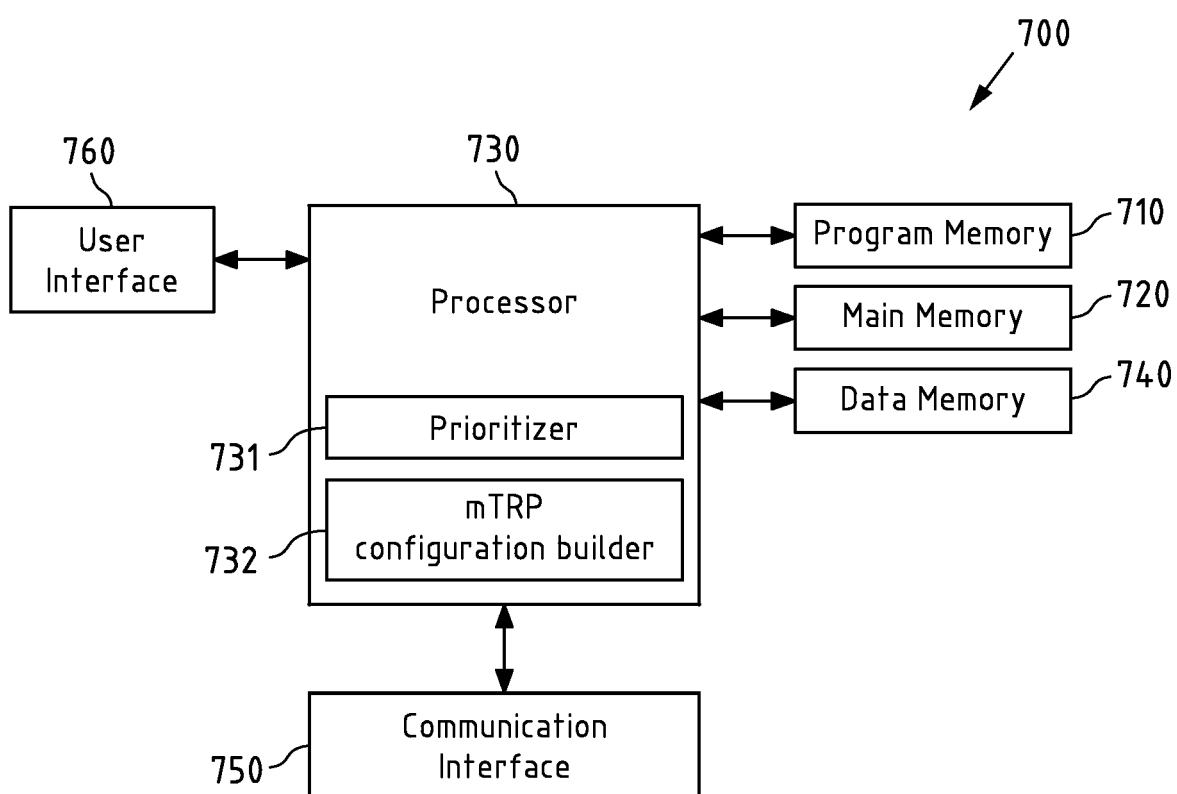 700
760
730
User
Interface
Program Memory
710
Processor
Main Memory
720
Data Memory
740
Prioritizer
731
mTRP
configuration builder
732
Communication
Interface
750